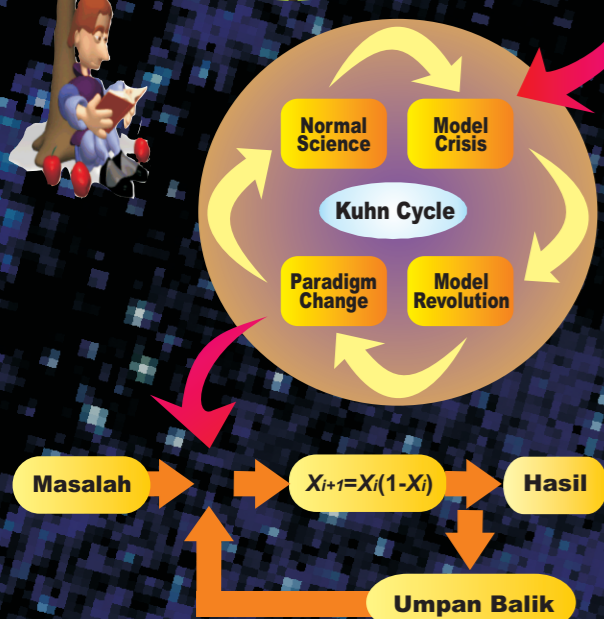 Normal
Science
Model
Crisis
Kuhn Cycle
Paradigm
Change
Model
Revolution
Masalah
Xi+1=Xi(1-Xi)
Hasil
Umpan Balik